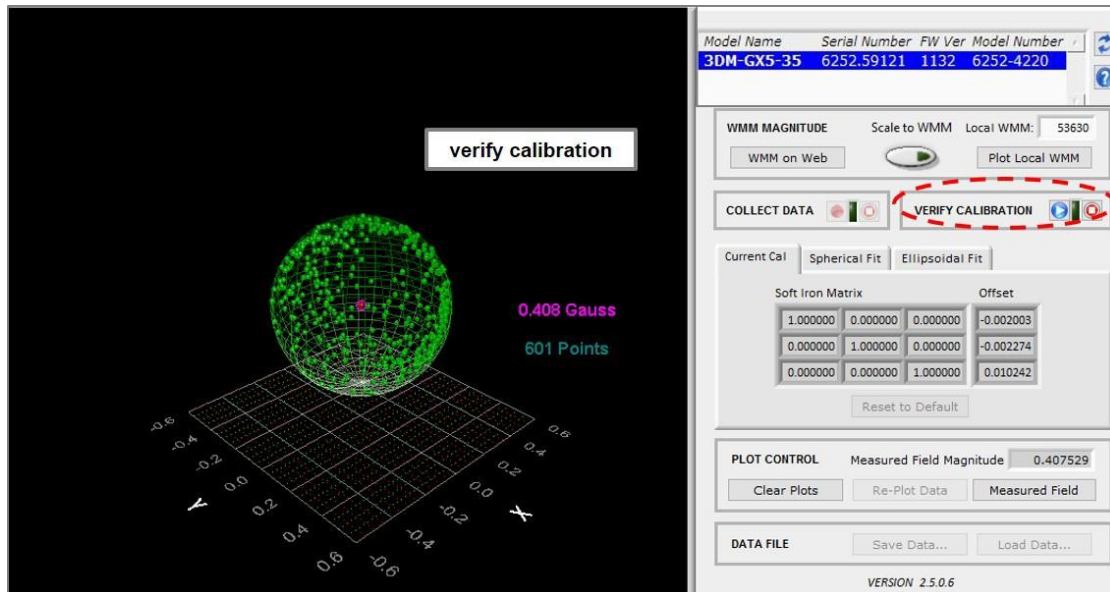 verify calibration
0.408 Gauss
601 Points
-0.6
-0.4
-0.2
0.0
0.2
0.4
0.6
Y
-0.6
-0.4
-0.2
0.0
0.2
0.4
0.6
X
Model Name Serial Number FW Ver Model Number
3DM-GX5-35 6252.59121 1132 6252-4220
WMM MAGNITUDE Scale to WMM Local WMM: 53630
WMM on Web Plot Local WMM
COLLECT DATA VERIFY CALIBRATION
Current Cal Spherical Fit Ellipsoidal Fit
Soft Iron Matrix Offset
1.000000 0.000000 0.000000 -0.002003
0.000000 1.000000 0.000000 -0.002274
0.000000 0.000000 1.000000 0.010242
Reset to Default
PLOT CONTROL Measured Field Magnitude 0.407529
Clear Plots Re-Plot Data Measured Field
DATA FILE Save Data... Load Data...
VERSION 2.5.0.6